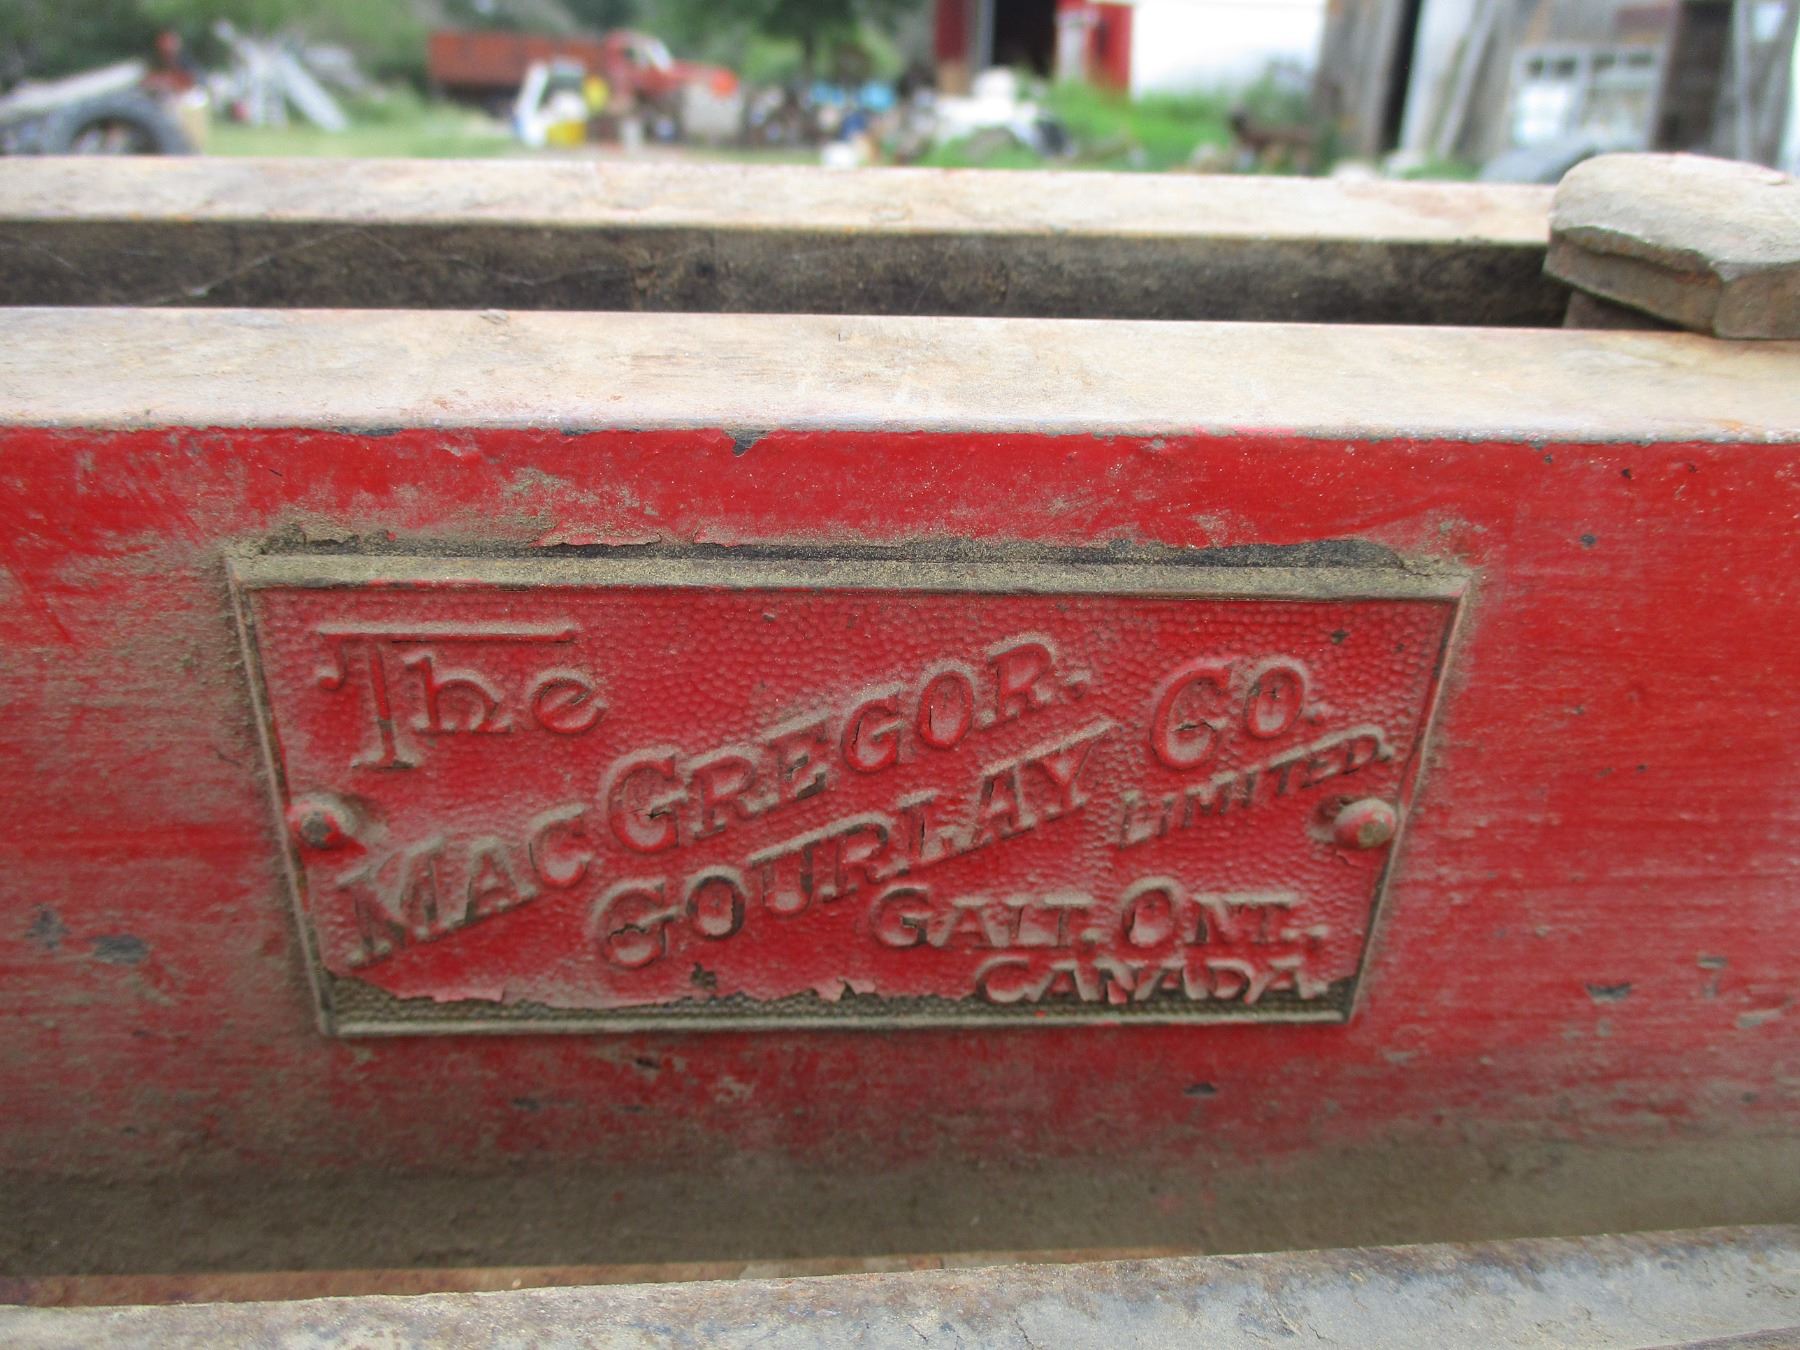 The
MACGREGOR.
GOURLAY CO.
LIMITED.
GALT. ONT.,
CANADA.